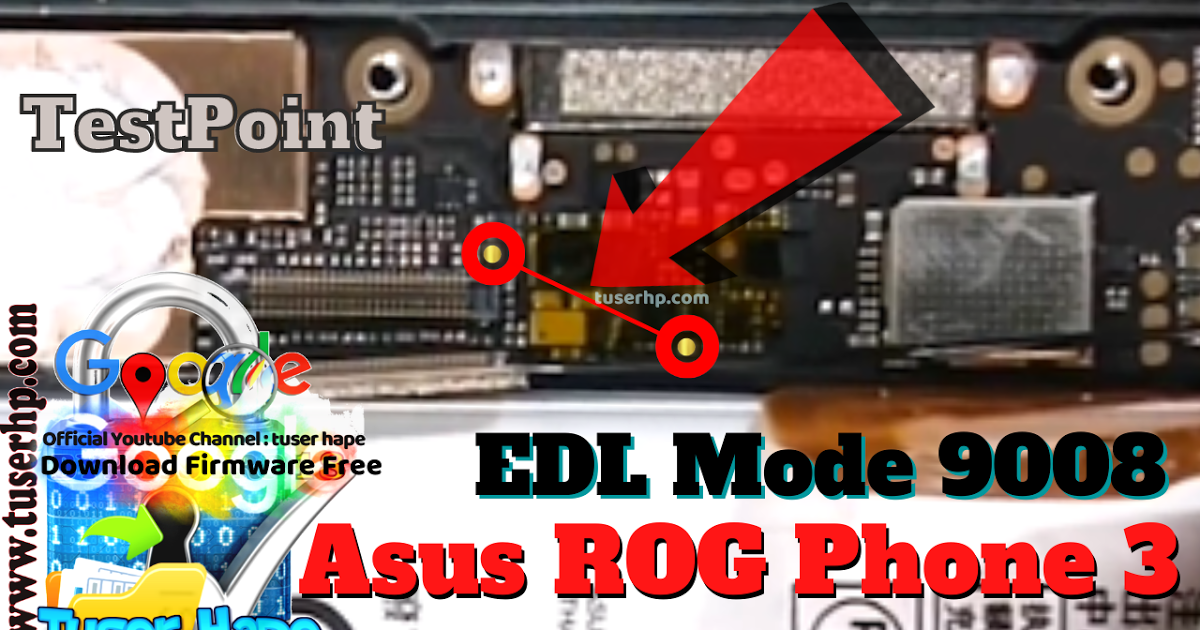 TestPoint
tuserhp.com
www.tuserhp.com
Google
Official Youtube Channel : tuser hape
Download Firmware Free
EDL Mode 9008
Asus ROG Phone 3
Tuser Hape